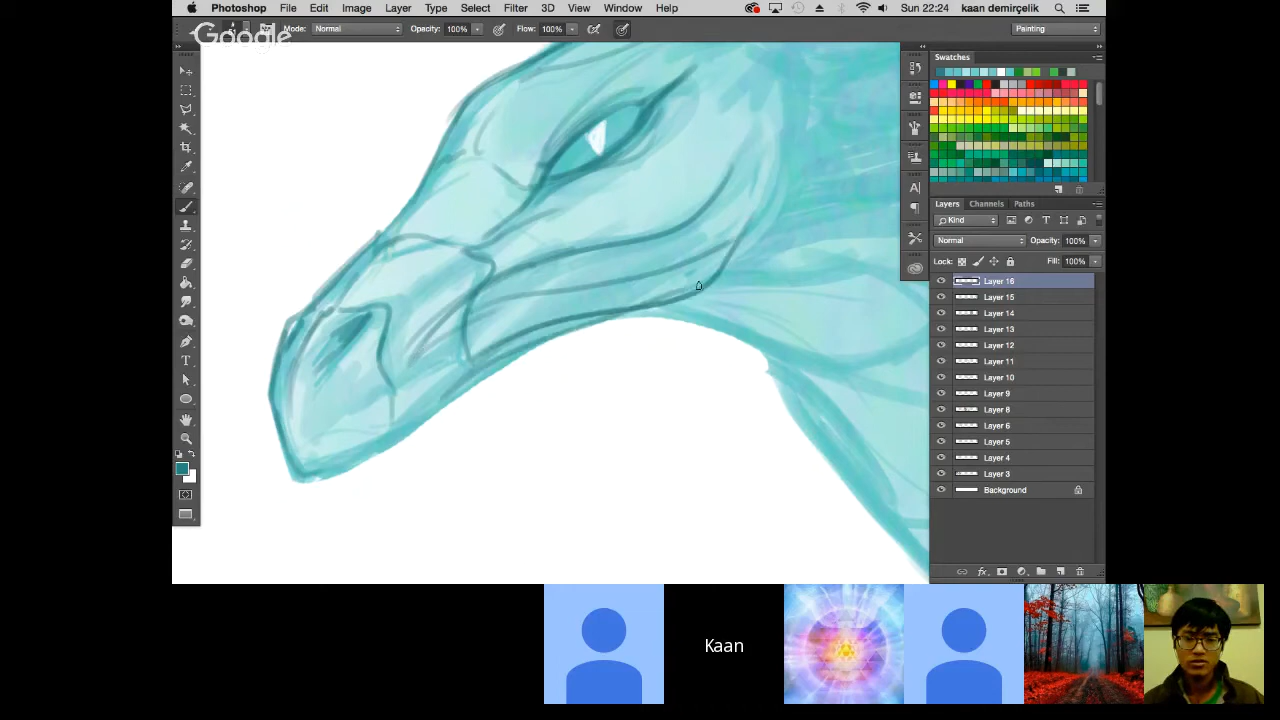 Photoshop File Edit Image Layer Type Select Filter 3D View Window Help Sun 22:24 kaan demirçelik
Google
Mode: Normal Opacity: 100% Flow: 100% Painting
Swatches
Layers Channels Paths
Kind
Normal Opacity: 100%
Lock: Fill: 100%
Layer 16
Layer 15
Layer 14
Layer 13
Layer 12
Layer 11
Layer 10
Layer 9
Layer 8
Layer 6
Layer 5
Layer 4
Layer 3
Background
Kaan